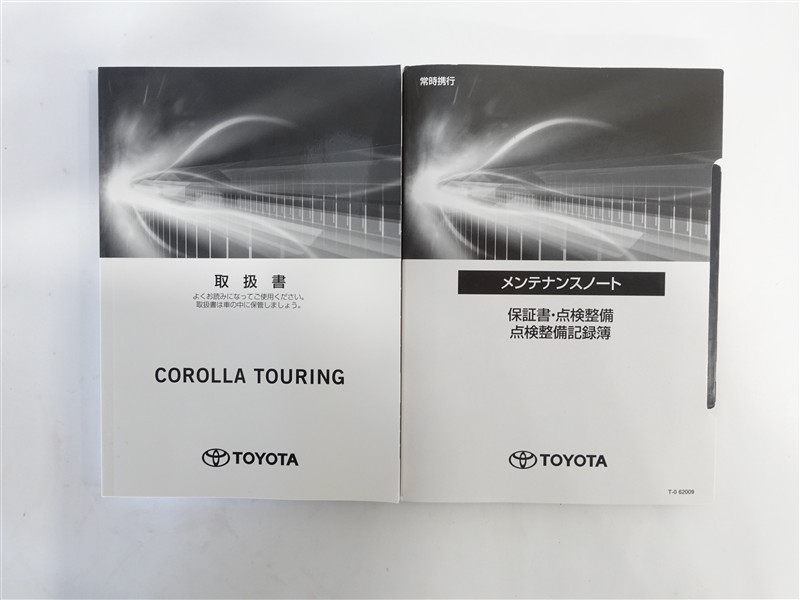 取扱書
よくお読みになってご使用ください。
取扱書は車の中に保管しましょう。
COROLLA TOURING
TOYOTA
常時携行
メンテナンスノート
保証書・点検整備
点検整備記録簿
TOYOTA
T-0 62009